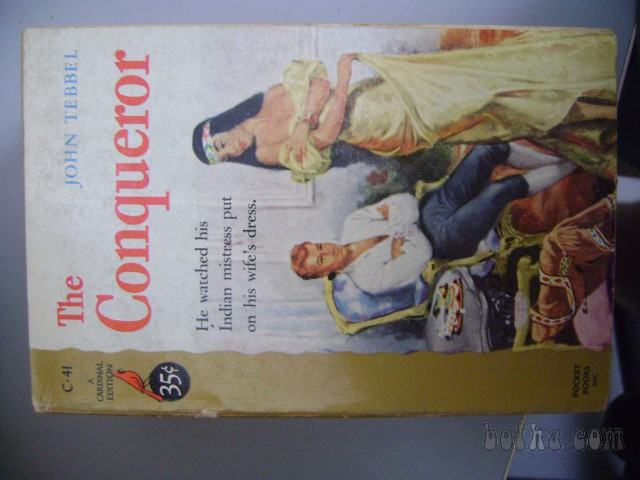 C-41
A
CARDINAL
EDITION
35¢
The
Conqueror
JOHN TEBBEL
He watched his
Indian mistress put
on his wife's dress.
POCKET
BOOKS
INC.
bolha.com